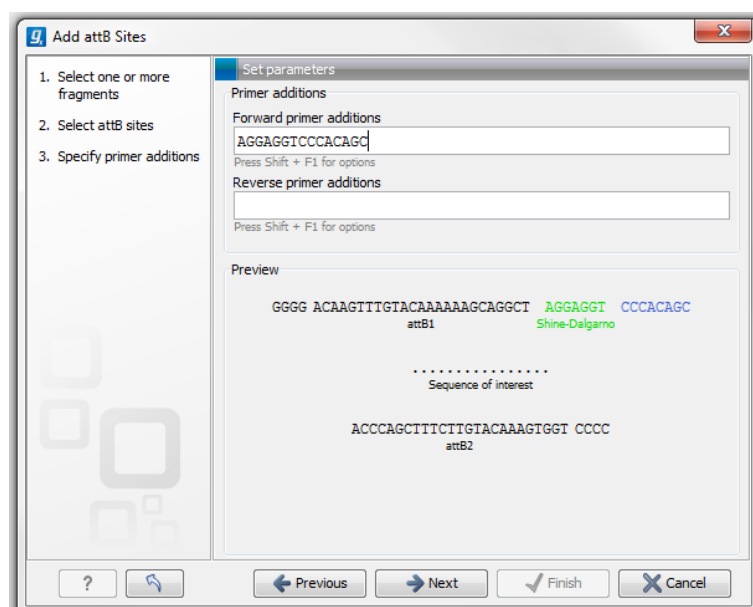 Add attB Sites
1. Select one or more
fragments
2. Select attB sites
3. Specify primer additions
Set parameters
Primer additions
Forward primer additions
AGGAGGTCCCACAGC
Press Shift + F1 for options
Reverse primer additions
Press Shift + F1 for options
Preview
GGGG ACAAGTTTGTACAAAAAAGCAGGCT AGGAGGT CCCACAGC
attB1 Shine-Dalgarno
................
Sequence of interest
ACCCAGCTTTCTTGTACAAAGTGGT CCCC
attB2
? Previous Next Finish Cancel